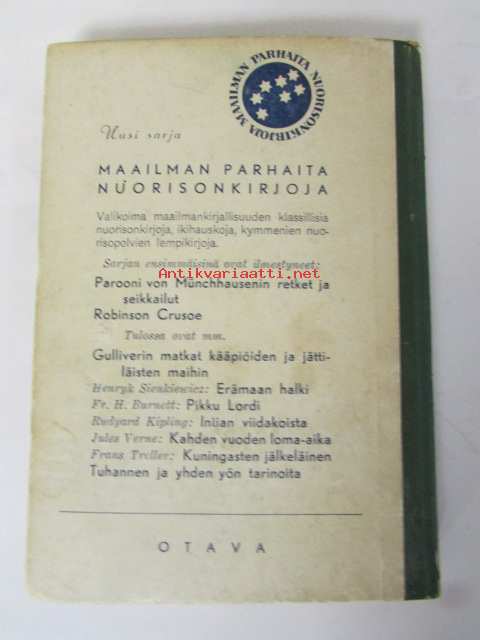 MAAILMAN PARHAITA NUORISONKIRJOJA
Uusi sarja
MAAILMAN PARHAITA
NUORISONKIRJOJA
Valikoima maailmankirjallisuuden klassillisia
nuorisonkirjoja, ikihauskoja, kymmenien nuo-
risopolvien lempikirjoja.
Sarjan ensimmäisinä ovat ilmestyneet:
Antikvariaatti.net
Parooni von Münchhausenin retket ja
seikkailut
Robinson Crusoe
Tulossa ovat mm.
Gulliverin matkat kääpiöiden ja jätti-
läisten maihin
Henryk Sienkiewicz: Erämaan halki
Fr. H. Burnett: Pikku Lordi
Rudyard Kipling: Intian viidakoista
Jules Verne: Kahden vuoden loma-aika
Franz Treller: Kuningasten jälkeläinen
Tuhannen ja yhden yön tarinoita
OTAVA